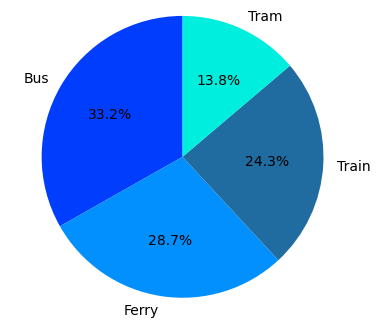 Tram
Bus
13.8%
33.2%
24.3%
Train
28.7%
Ferry